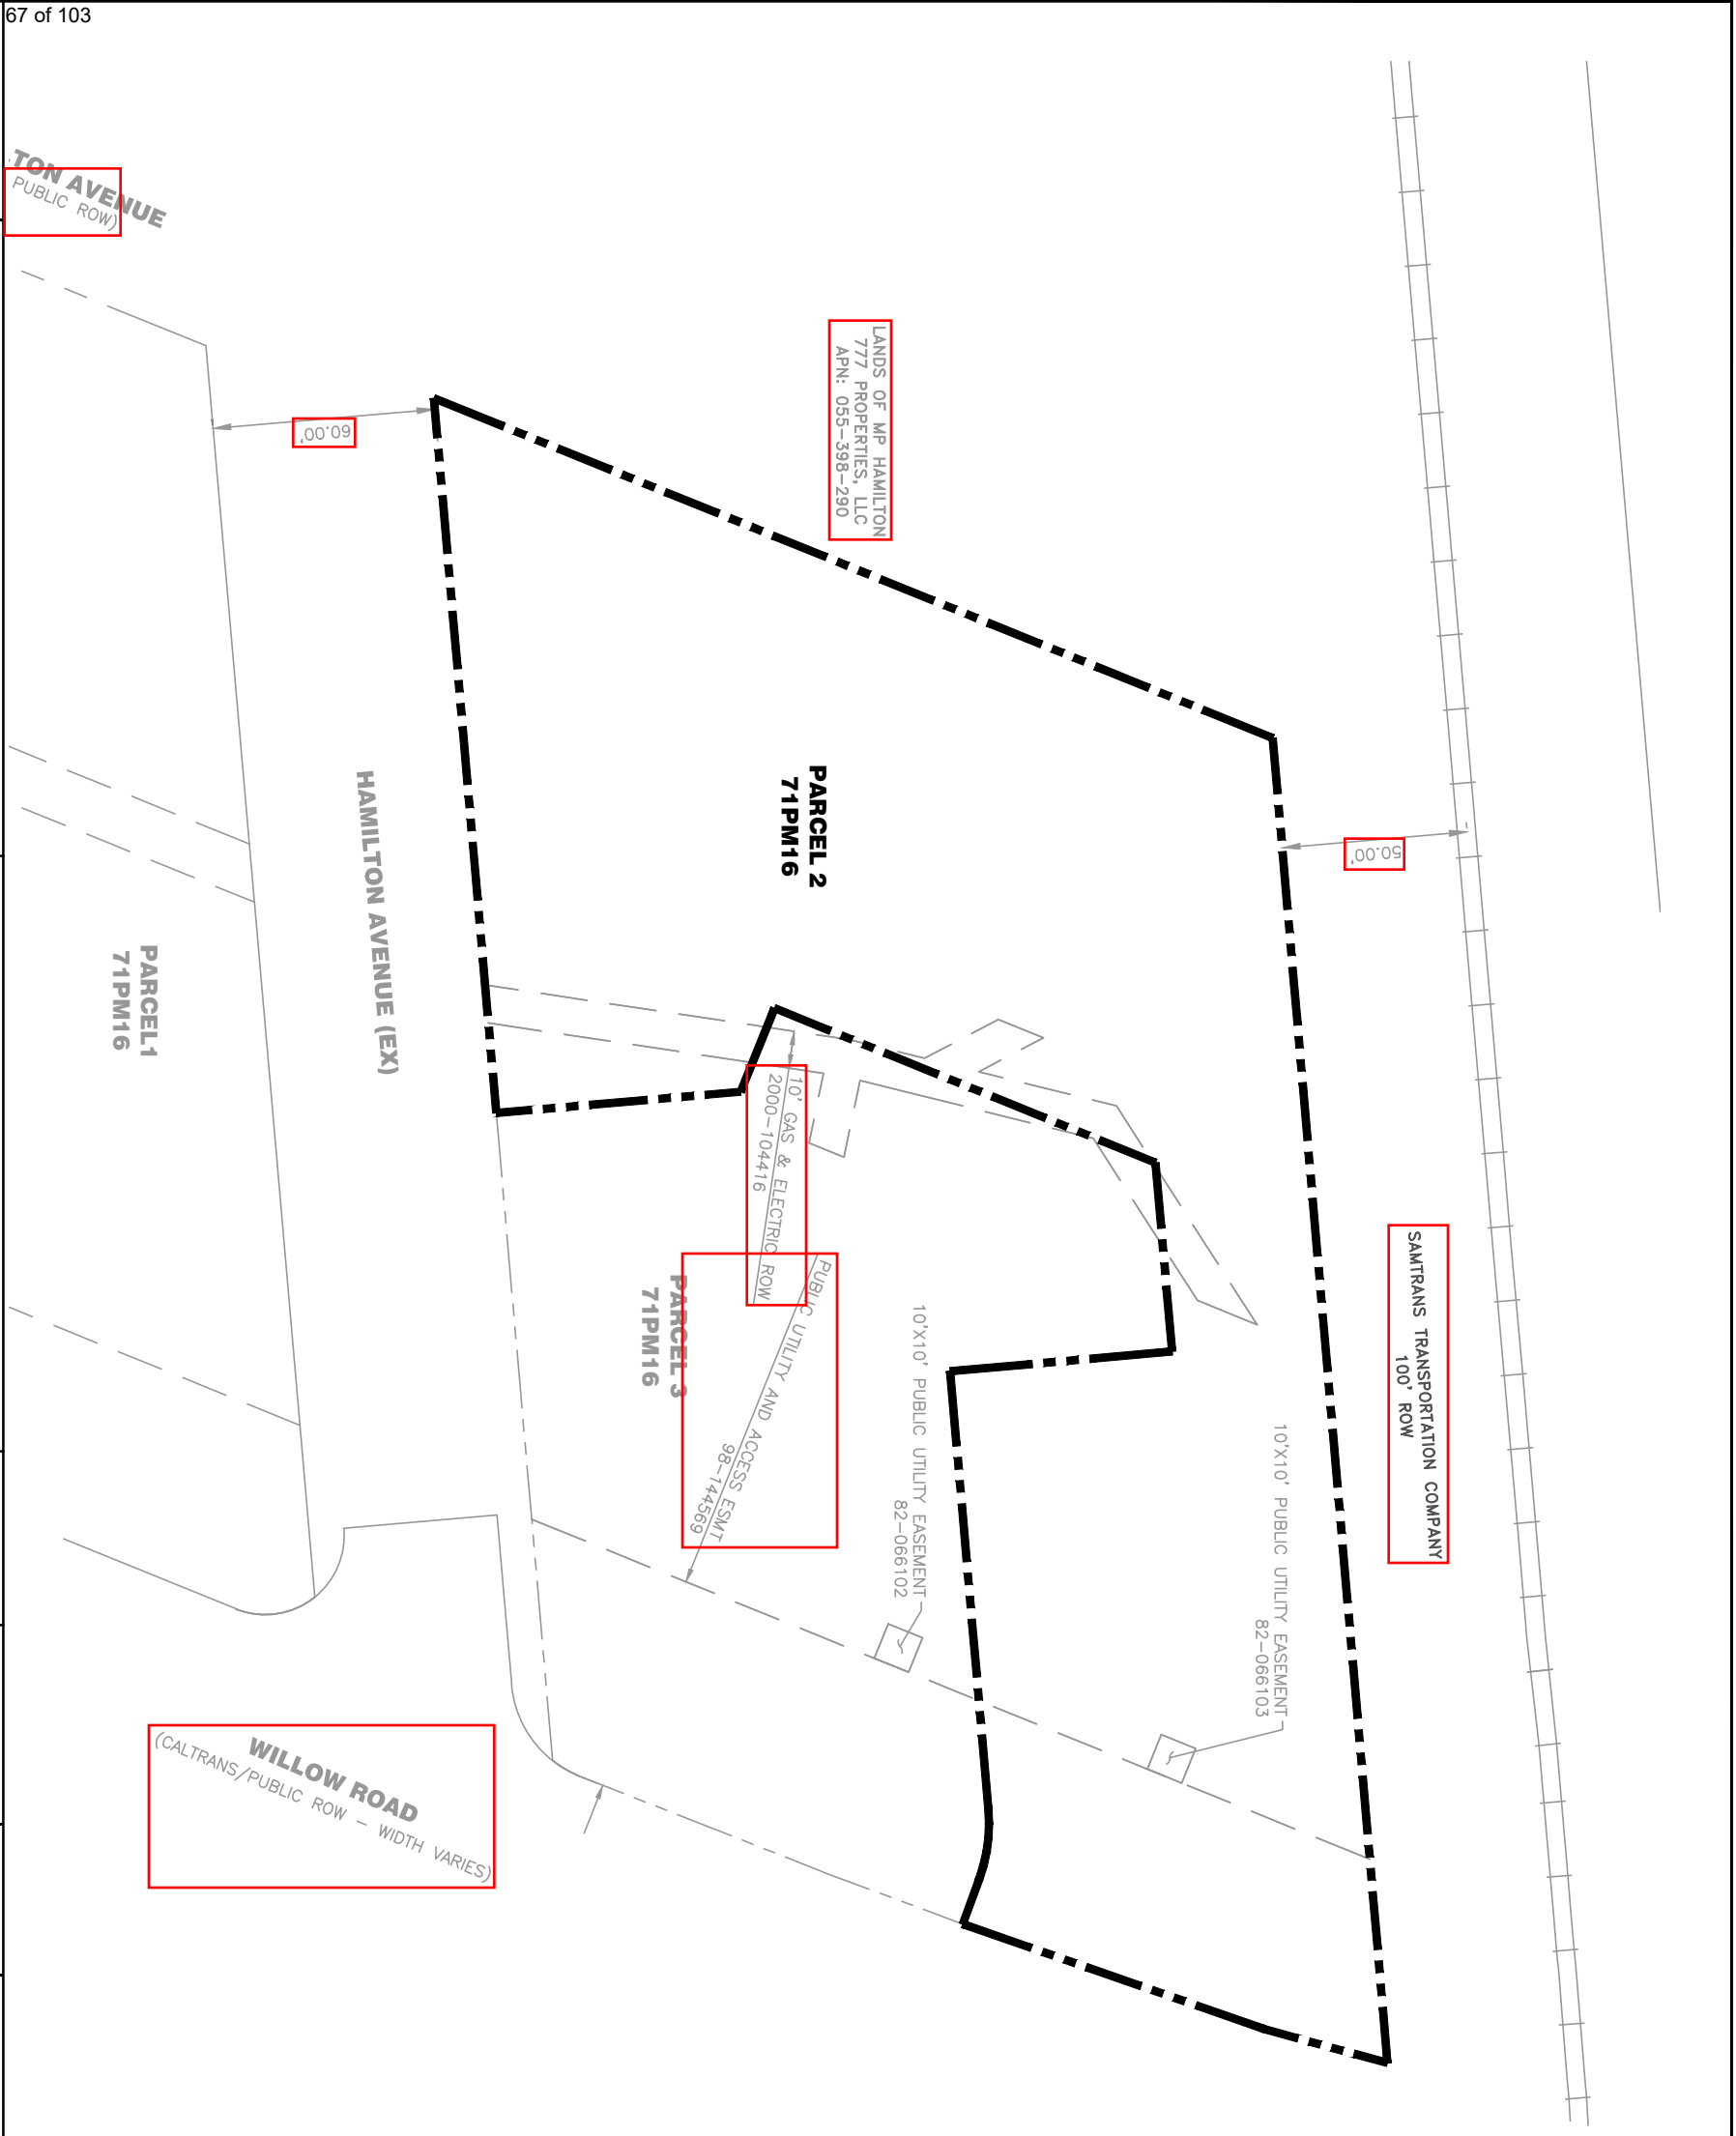 67 of 103
TON AVENUE
PUBLIC ROW)
60.00'
LANDS OF MP HAMILTON
777 PROPERTIES, LLC
APN: 055-398-290
PARCEL 2
71PM16
50.00'
HAMILTON AVENUE (EX)
PARCEL1
71PM16
10' GAS & ELECTRIC ROW
2000-104416
PARCEL 3
71PM16
PUBLIC UTILITY AND ACCESS ESMT
98-144569
10'X10' PUBLIC UTILITY EASEMENT
82-066102
10'X10' PUBLIC UTILITY EASEMENT
82-066103
SAMTRANS TRANSPORTATION COMPANY
100' ROW
WILLOW ROAD
(CALTRANS/PUBLIC ROW - WIDTH VARIES)